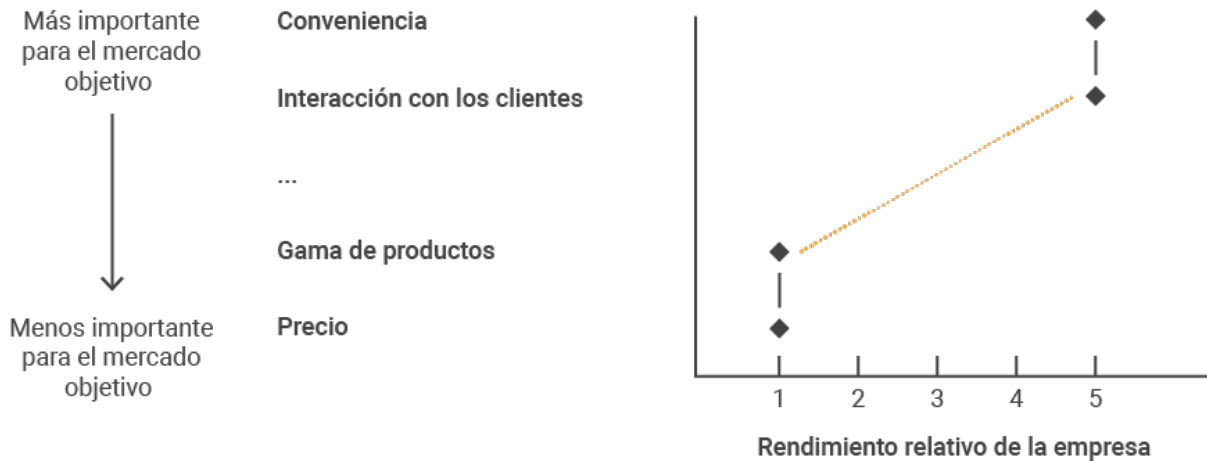 Más importante
para el mercado
objetivo
Conveniencia
Interacción con los clientes
...
Gama de productos
Menos importante
para el mercado
objetivo
Precio
1 2 3 4 5
Rendimiento relativo de la empresa